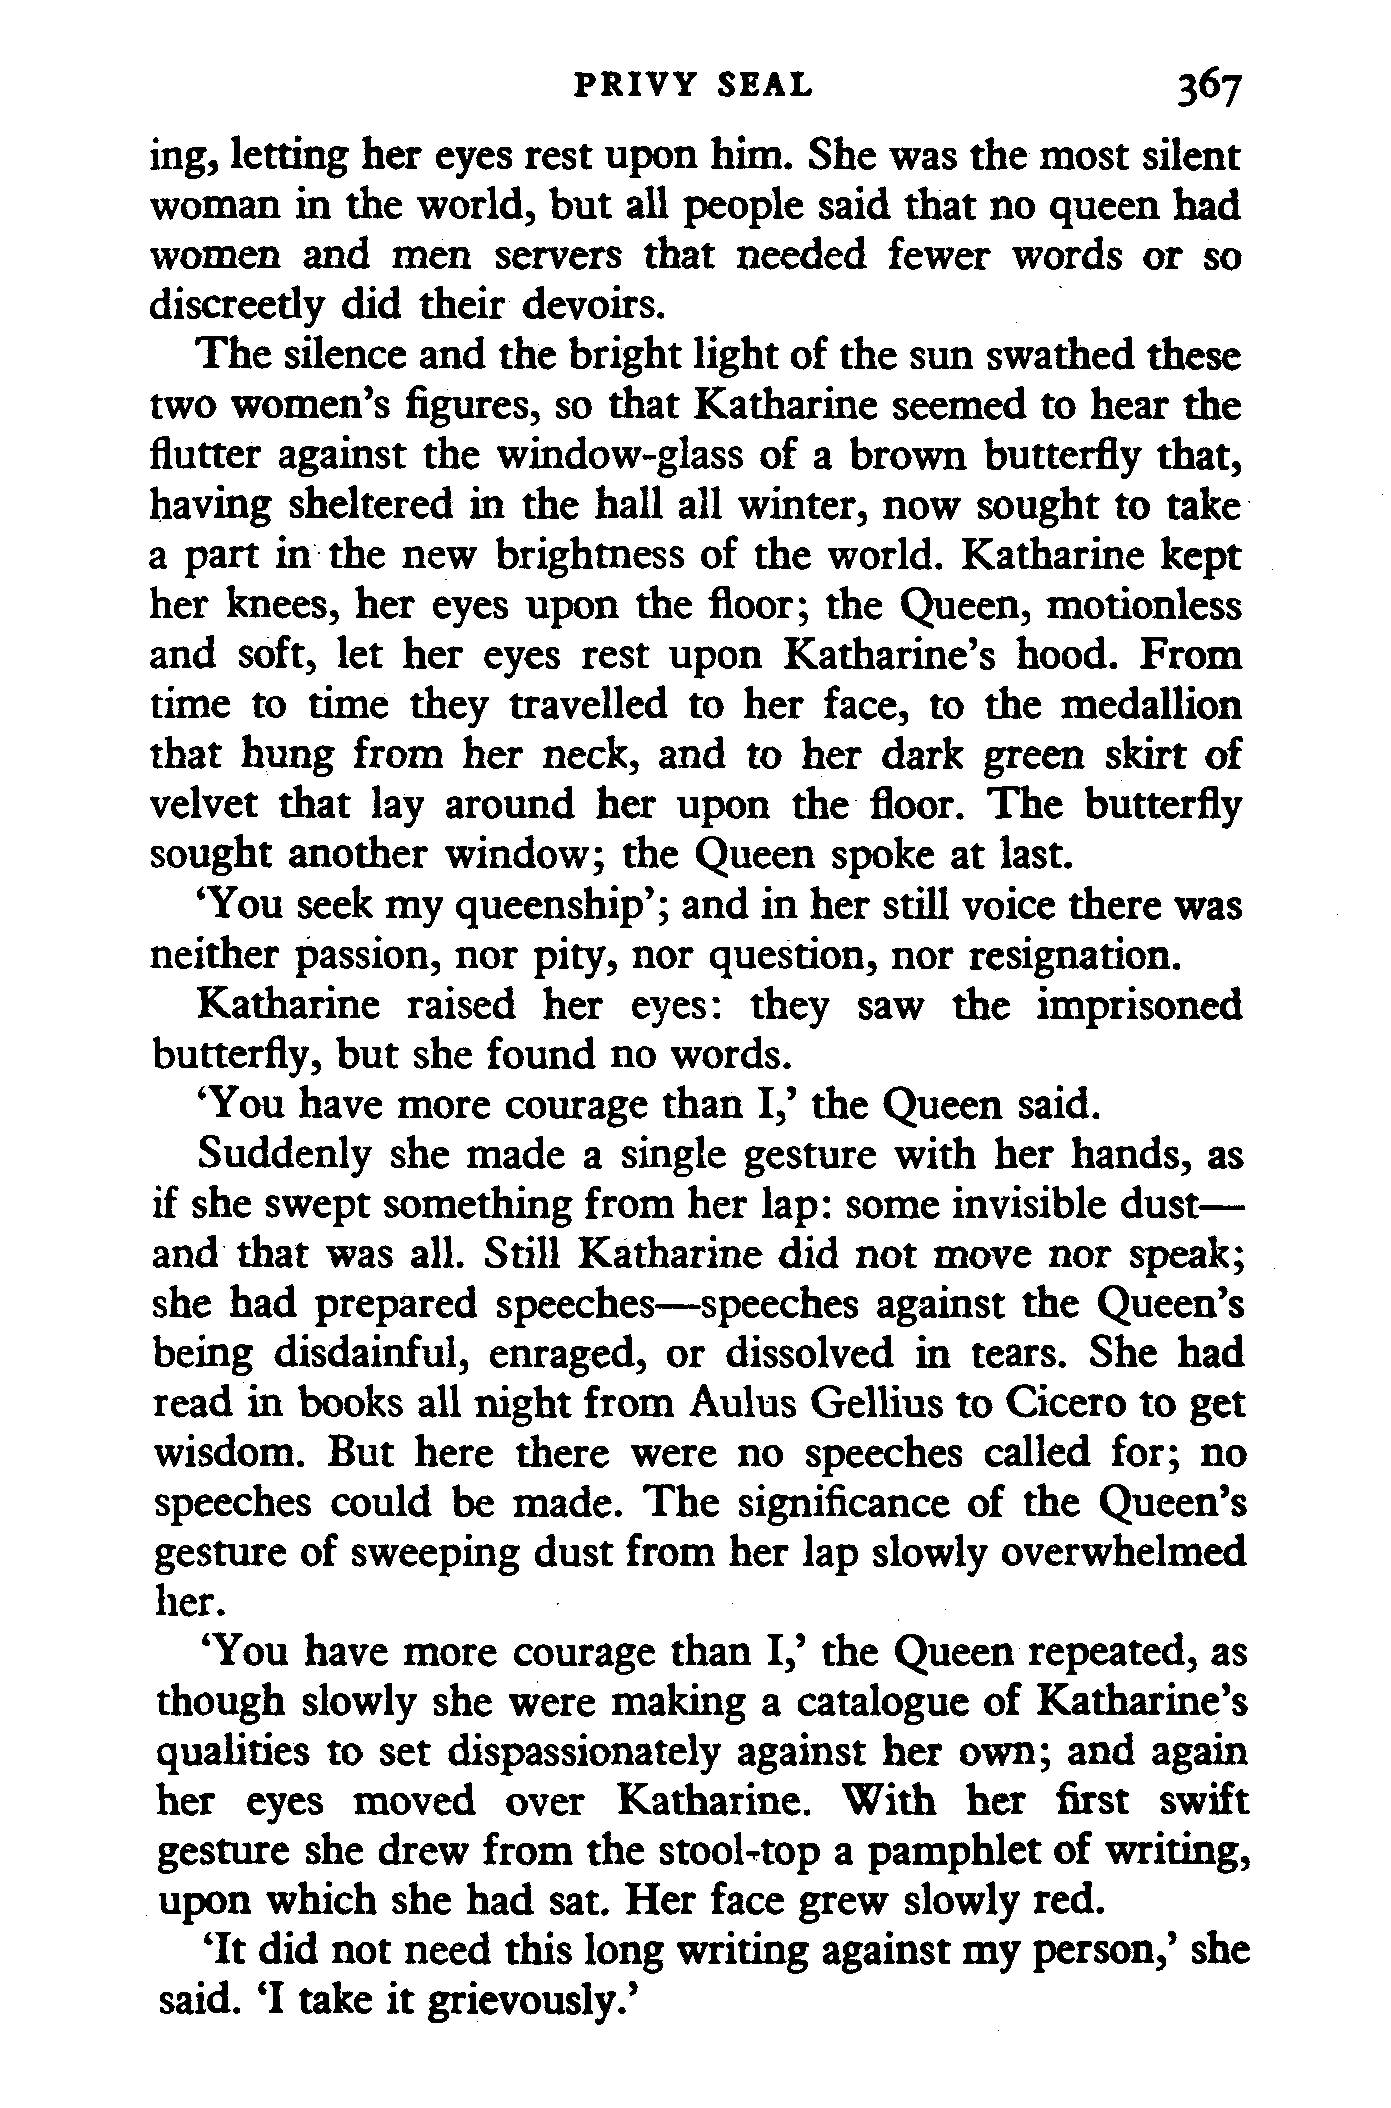 PRIVY SEAL 367
ing, letting her eyes rest upon him. She was the most silent
woman in the world, but all people said that no queen had
women and men servers that needed fewer words or so
discreetly did their devoirs.
The silence and the bright light of the sun swathed these
two women's figures, so that Katharine seemed to hear the
flutter against the window-glass of a brown butterfly that,
having sheltered in the hall all winter, now sought to take
a part in the new brightness of the world. Katharine kept
her knees, her eyes upon the floor; the Queen, motionless
and soft, let her eyes rest upon Katharine's hood. From
time to time they travelled to her face, to the medallion
that hung from her neck, and to her dark green skirt of
velvet that lay around her upon the floor. The butterfly
sought another window; the Queen spoke at last.
‘You seek my queenship’; and in her still voice there was
neither passion, nor pity, nor question, nor resignation.
Katharine raised her eyes: they saw the imprisoned
butterfly, but she found no words.
‘You have more courage than I,’ the Queen said.
Suddenly she made a single gesture with her hands, as
if she swept something from her lap: some invisible dust—
and that was all. Still Katharine did not move nor speak;
she had prepared speeches—speeches against the Queen's
being disdainful, enraged, or dissolved in tears. She had
read in books all night from Aulus Gellius to Cicero to get
wisdom. But here there were no speeches called for; no
speeches could be made. The significance of the Queen's
gesture of sweeping dust from her lap slowly overwhelmed
her.
‘You have more courage than I,’ the Queen repeated, as
though slowly she were making a catalogue of Katharine's
qualities to set dispassionately against her own; and again
her eyes moved over Katharine. With her first swift
gesture she drew from the stool-top a pamphlet of writing,
upon which she had sat. Her face grew slowly red.
‘It did not need this long writing against my person,’ she
said. ‘I take it grievously.’